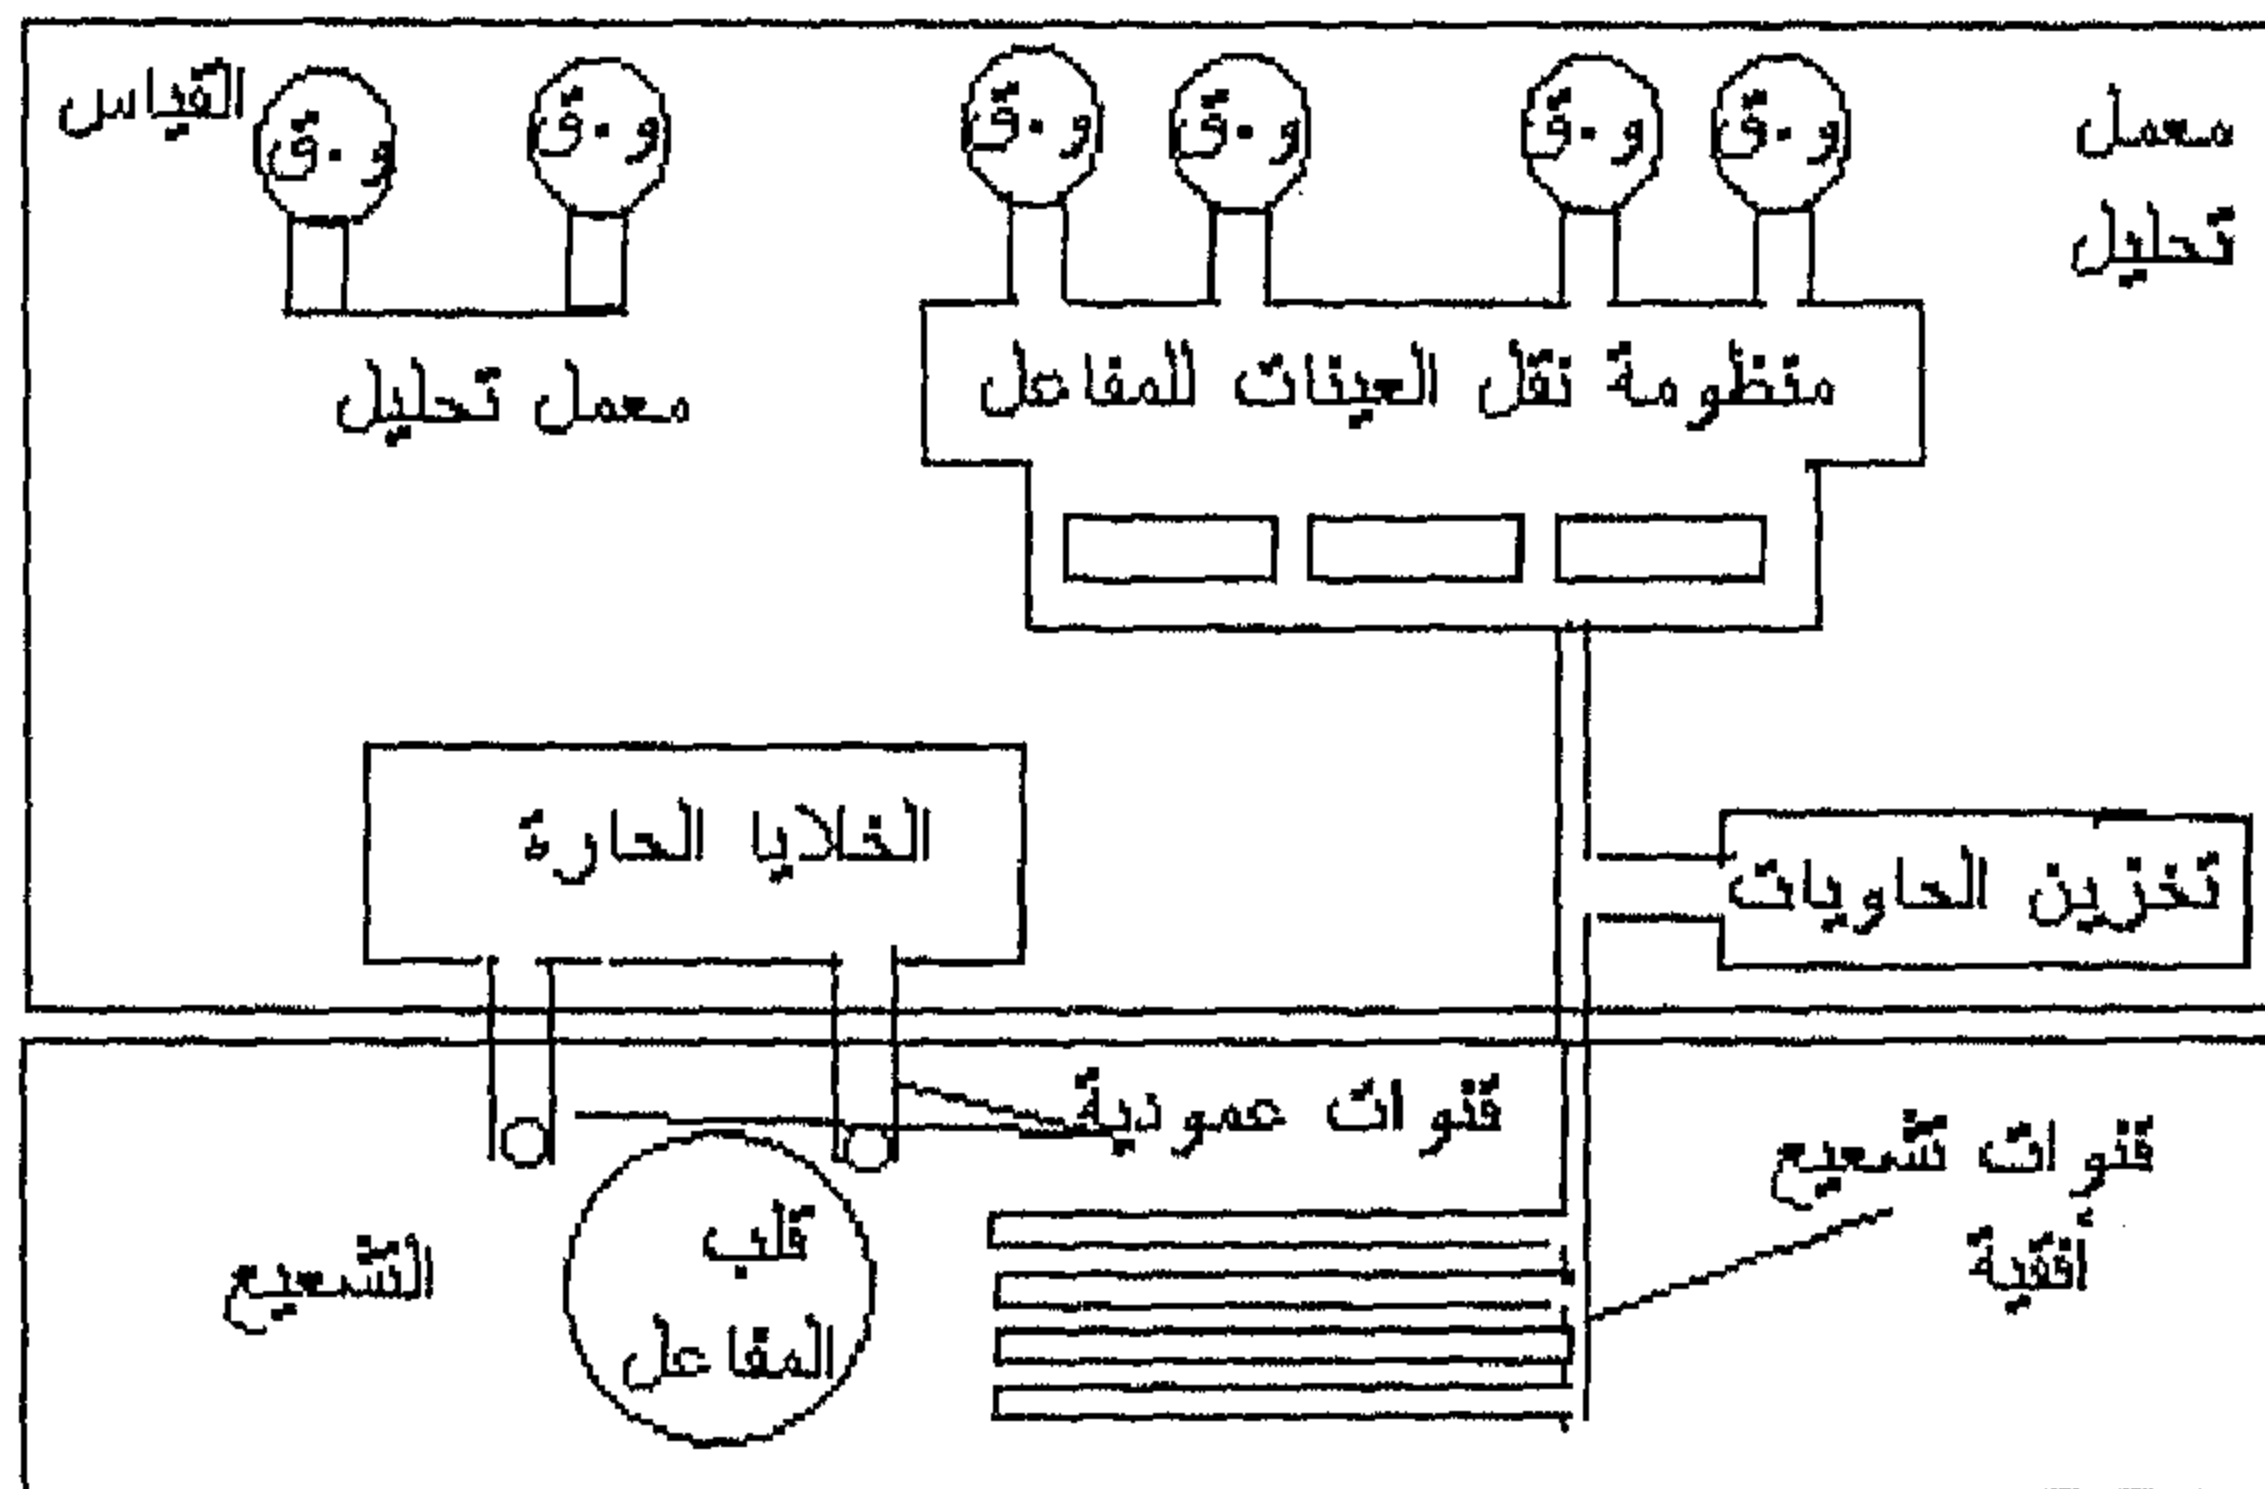 معمل
تحليل
و.ق
و.ق
و.ق
و.ق
و.ق
و.ق
القياس
منظومة نقل العينات للمفاعل
معمل تحليل
تخزين الحاويات
الخلايا الحارة
قنوات تشعيع
أفقية
قنوات عمودية
قلب
المفاعل
التشعيع